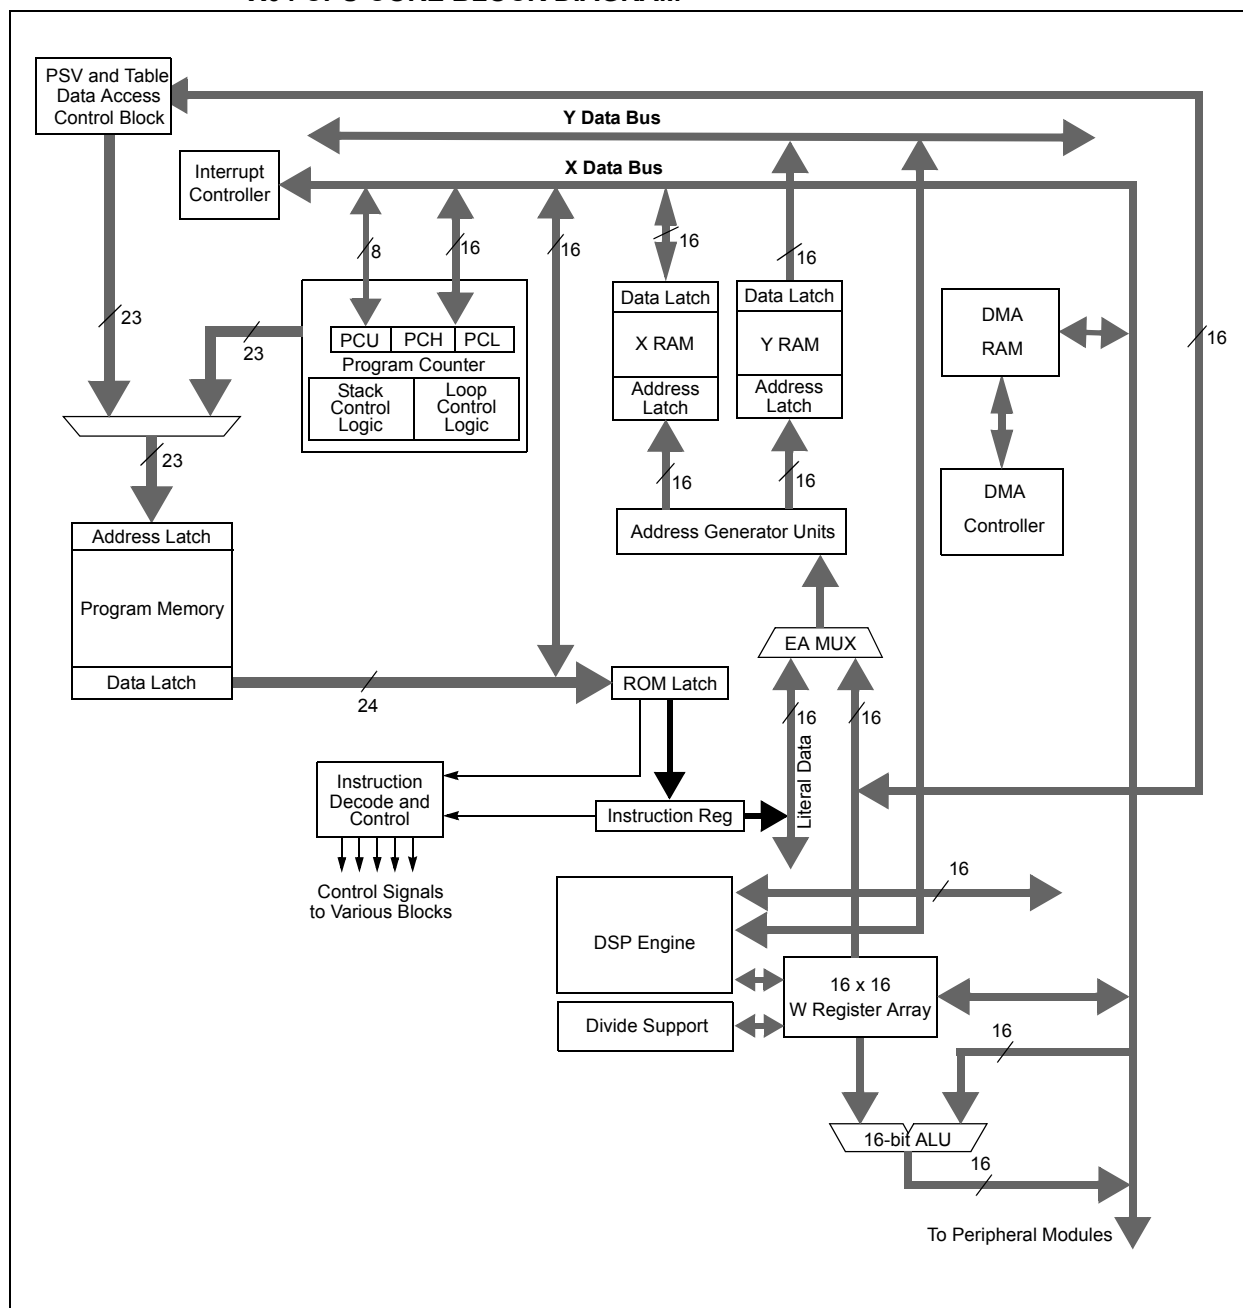 PSV and Table
Data Access
Control Block
Y Data Bus
X Data Bus
Interrupt
Controller
8
16
16
16
16
23
23
16
PCU
PCH
PCL
Program Counter
Stack
Control
Logic
Loop
Control
Logic
Data Latch
X RAM
Address
Latch
Data Latch
Y RAM
Address
Latch
DMA
RAM
23
16
16
DMA
Controller
Address Latch
Program Memory
Data Latch
Address Generator Units
EA MUX
24
ROM Latch
16
16
Literal Data
Instruction
Decode and
Control
Instruction Reg
Control Signals
to Various Blocks
16
DSP Engine
16 x 16
W Register Array
Divide Support
16
16-bit ALU
16
To Peripheral Modules